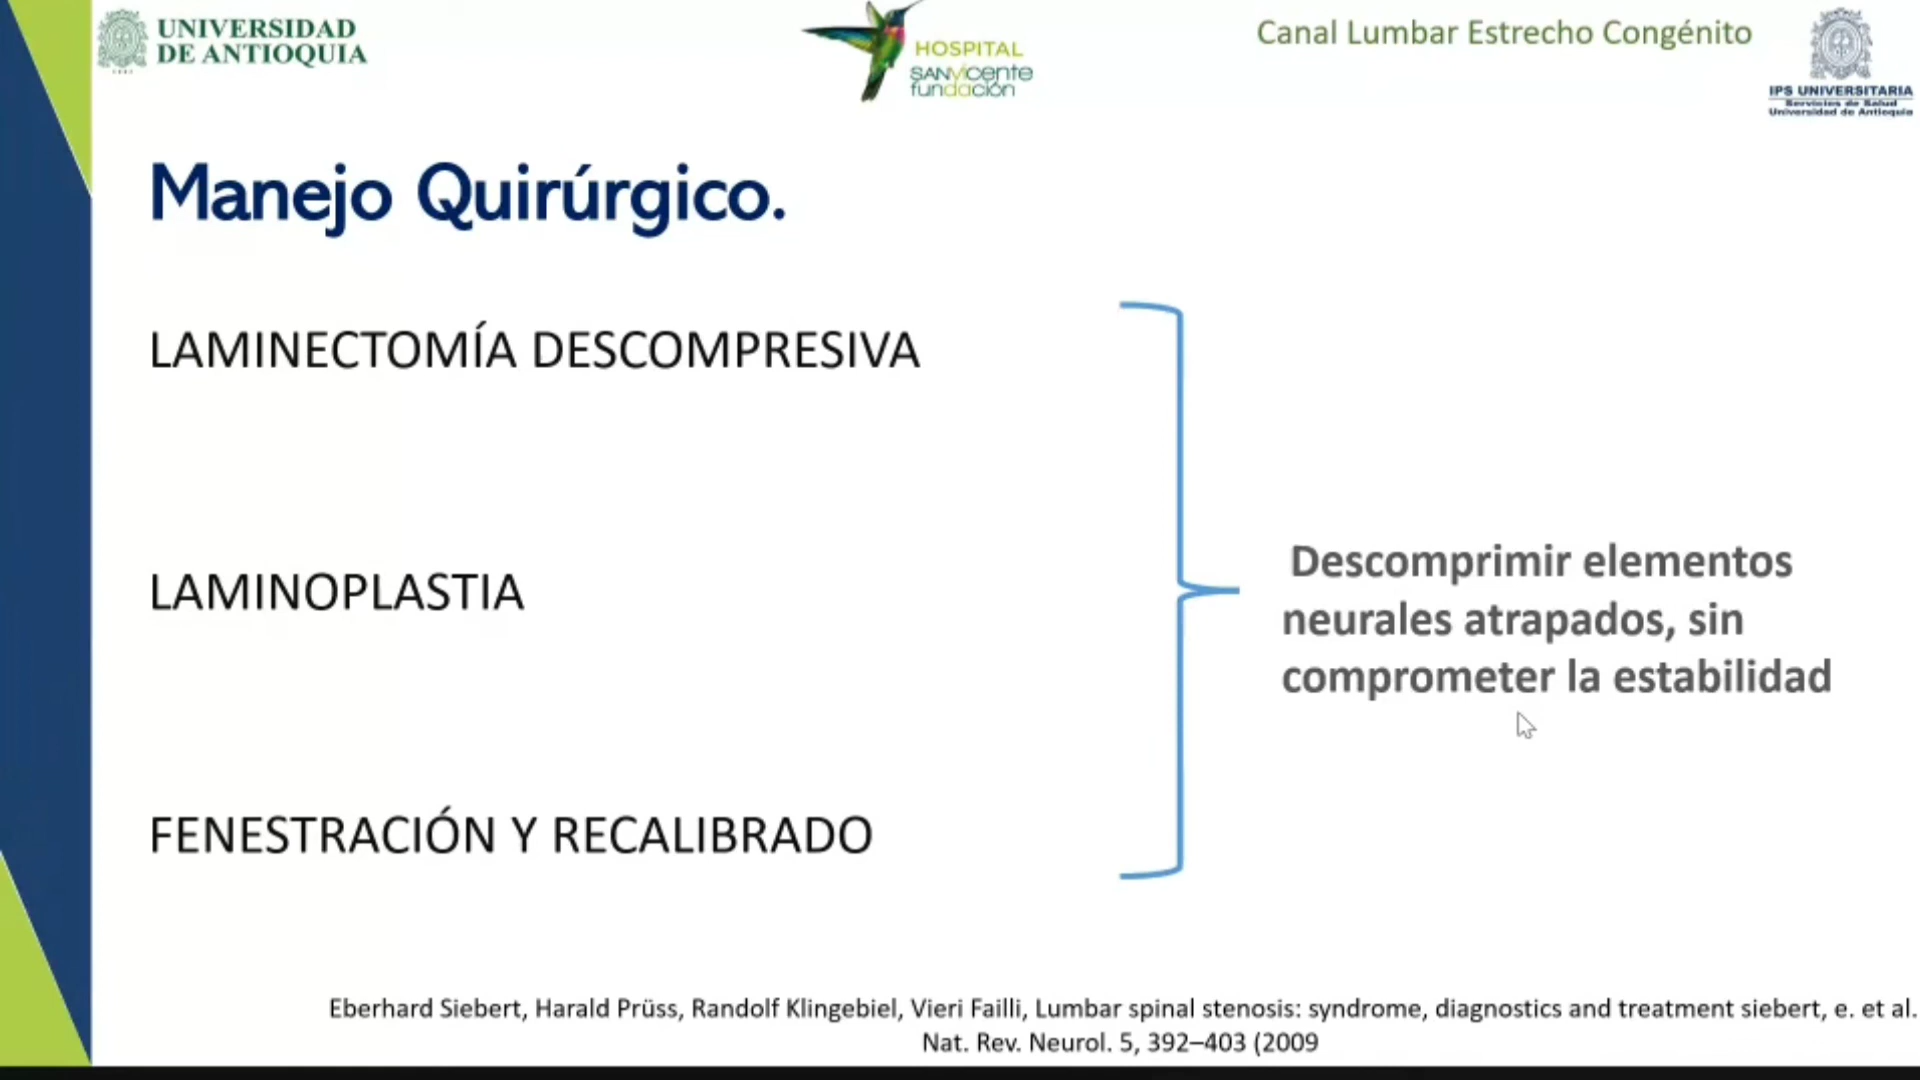 UNIVERSIDAD
DE ANTIOQUIA
HOSPITAL
SANVicente
fundación
Canal Lumbar Estrecho Congénito
IPS UNIVERSITARIA
Servicios de Salud
Universidad de Antioquia
Manejo Quirúrgico.
LAMINECTOMÍA DESCOMPRESIVA
LAMINOPLASTIA
FENESTRACIÓN Y RECALIBRADO
Descomprimir elementos
neurales atrapados, sin
comprometer la estabilidad
Eberhard Siebert, Harald Prüss, Randolf Klingebiel, Vieri Failli, Lumbar spinal stenosis: syndrome, diagnostics and treatment siebert, e. et al.
Nat. Rev. Neurol. 5, 392–403 (2009